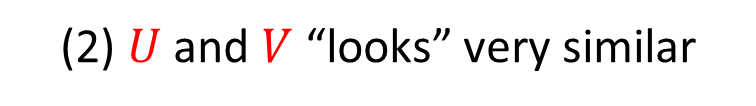 (2) U and V “looks” very similar